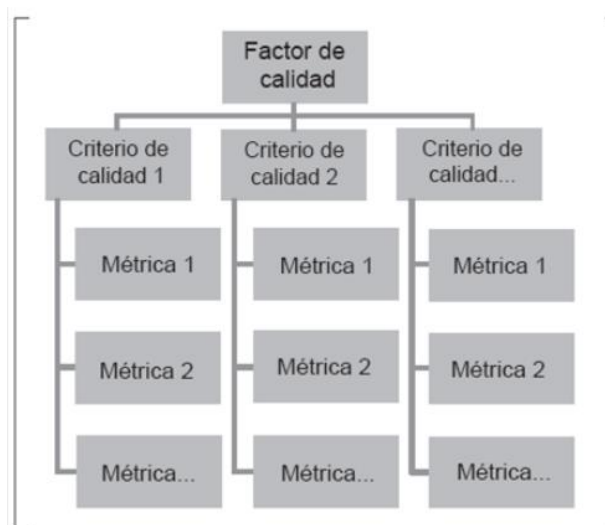 Factor de
calidad
Criterio de
calidad 1
Criterio de
calidad 2
Criterio de
calidad...
Métrica 1
Métrica 1
Métrica 1
Métrica 2
Métrica 2
Métrica 2
Métrica...
Métrica...
Métrica...